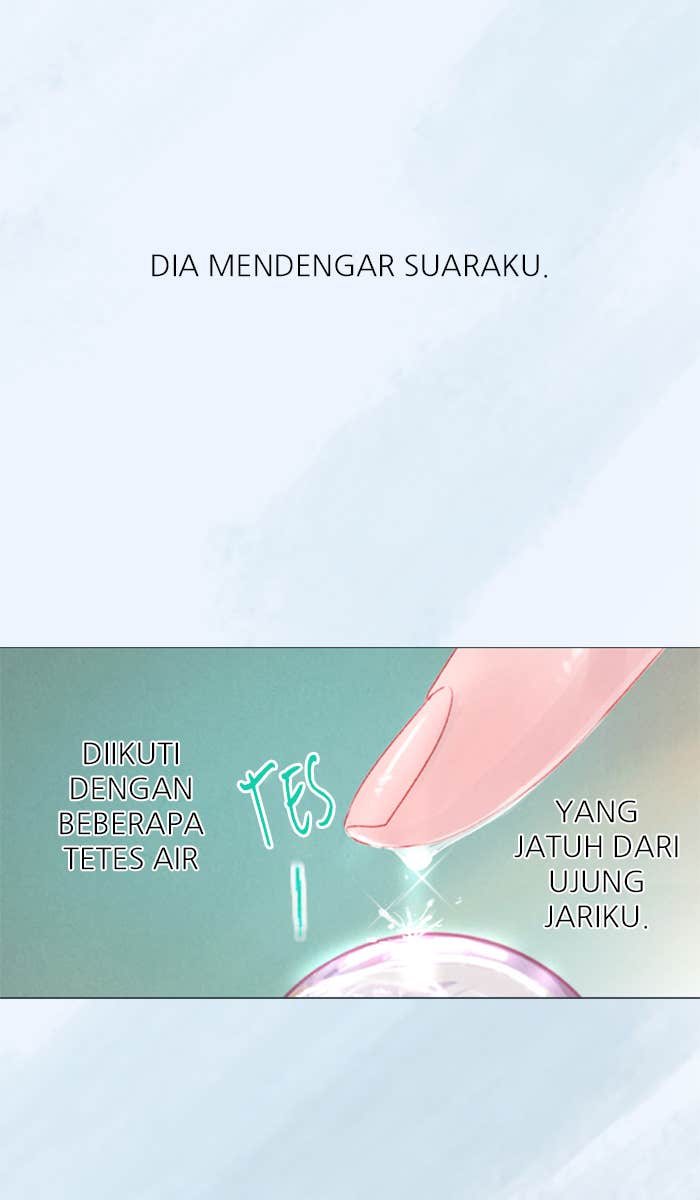 DIA MENDENGAR SUARAKU.
DIIKUTI
DENGAN
BEBERAPA
TETES AIR
TES
YANG
JATUH DARI
UJUNG
JARIKU.